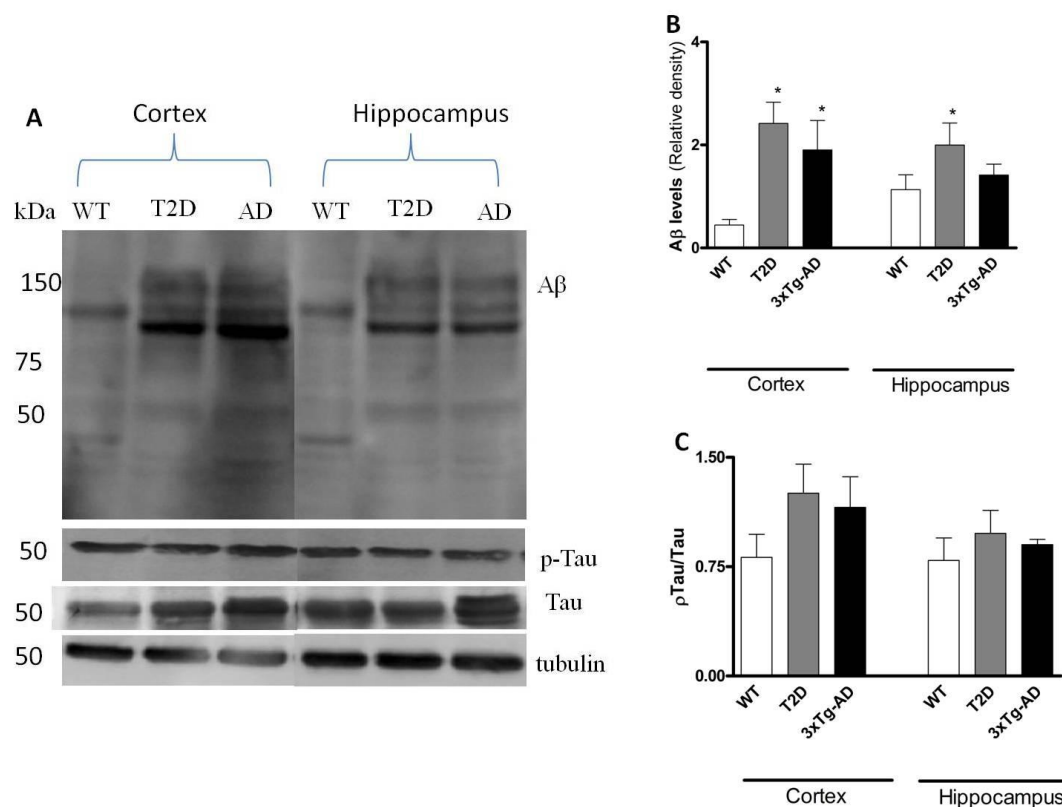 A
Cortex
Hippocampus
kDa
WT
T2D
AD
WT
T2D
AD
150
Aβ
75
50
50
p-Tau
50
Tau
50
tubulin
B
Aβ levels (Relative density)
4
2
0
*
*
*
WT
T2D
3xTg-AD
WT
T2D
3xTg-AD
Cortex
Hippocampus
C
ρTau/Tau
1.50
0.75
0.00
WT
T2D
3xTg-AD
WT
T2D
3xTg-AD
Cortex
Hippocampus